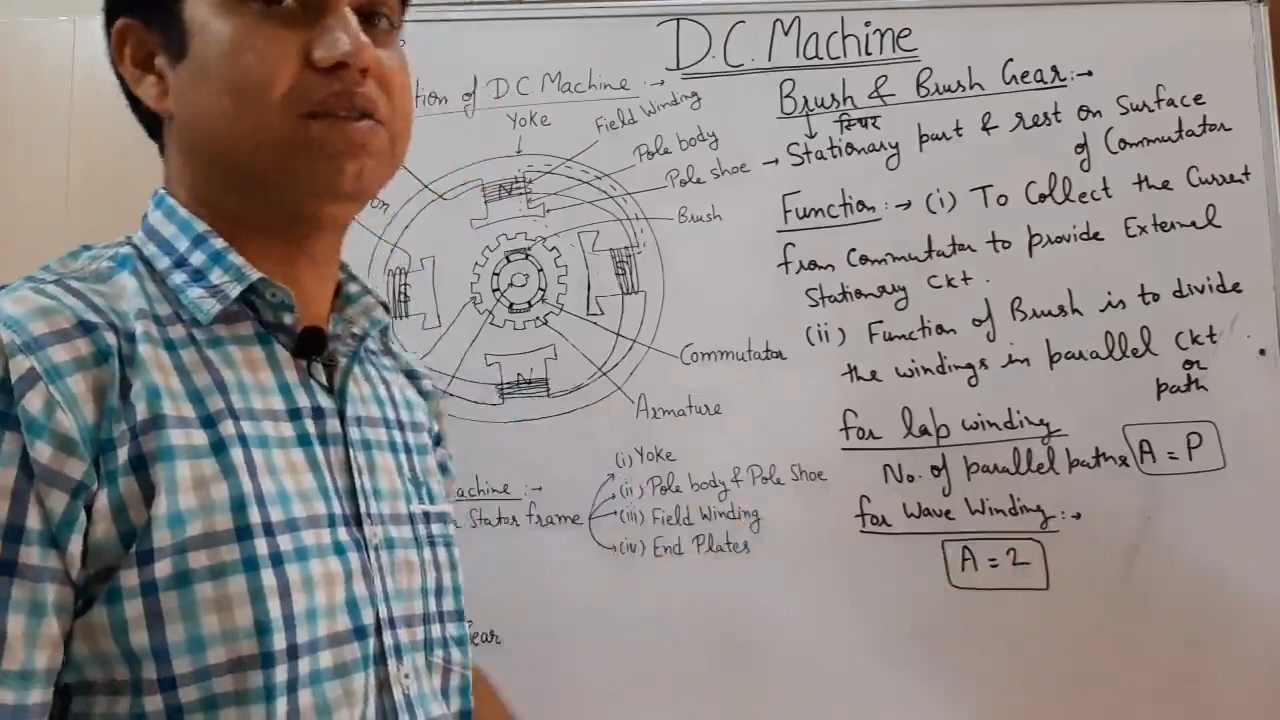 D.C. Machine
tion of D C Machine :→
Yoke
Field Winding
Pole body
Pole shoe
Brush
on
N
S
S
N
Commutator
Armature
achine :→
Stator frame
(i) Yoke
(ii) Pole body & Pole Shoe
(iii) Field Winding
(iv) End Plates
Gear
Brush & Brush Gear :→
स्थिर
→ Stationary part & rest on Surface
of Commutator
Function :→ (i) To Collect the Current
from Commutator to provide External
Stationary Ckt.
(ii) Function of Brush is to divide
the windings in parallel Ckt
or
path
for lap winding
No. of parallel paths A = P
for Wave Winding :→
A = 2